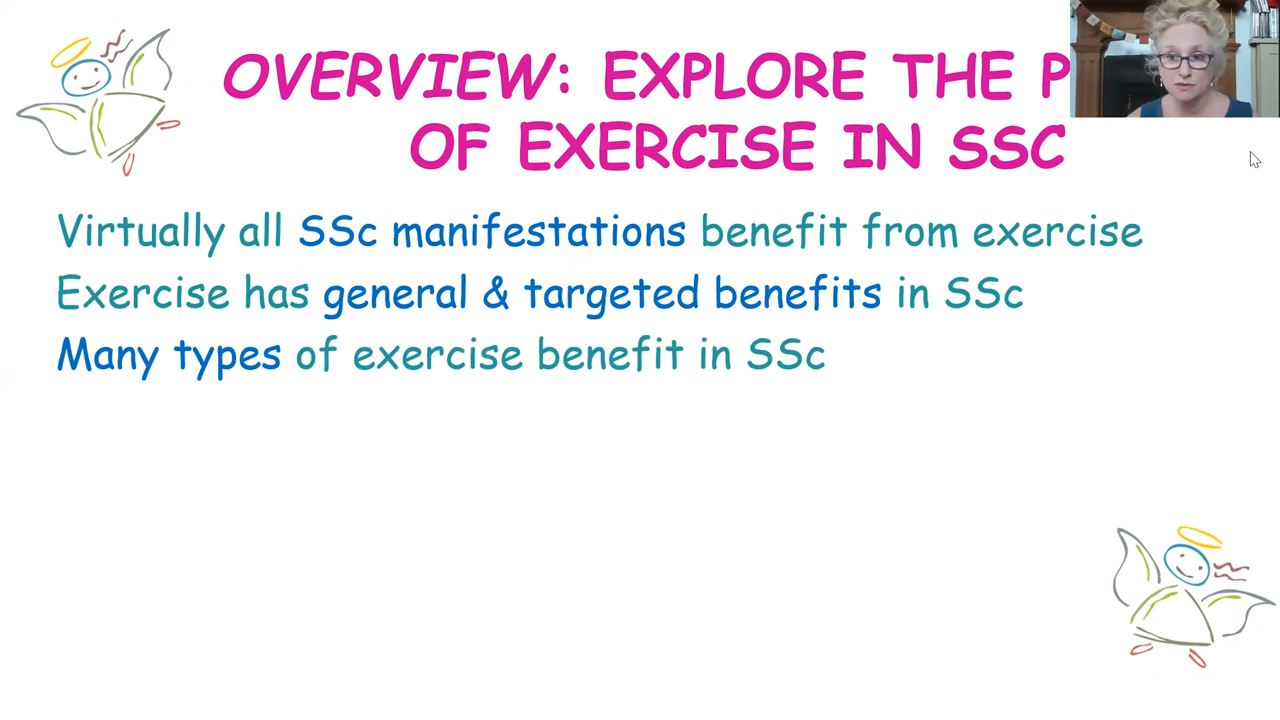 OVERVIEW: EXPLORE THE
OF EXERCISE IN SSC
Virtually all SSc manifestations benefit from exercise
Exercise has general & targeted benefits in SSc
Many types of exercise benefit in SSc